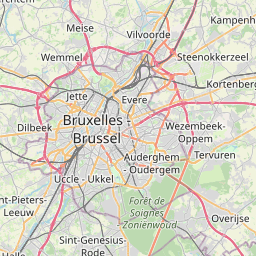 Kampenh
Meise
Vilvoorde
Wemmel
Steenokkerzeel
Jette
Evere
Kortenberg
Bruxelles -
Brussel
Dilbeek
Wezembeek-
Oppem
Auderghem
- Oudergem
Tervuren
Uccle - Ukkel
Sint-Pieters-
Leeuw
Forêt de
Soignes
Zoniënwoud
Overijse
Sint-Genesius-
Rode
Halle